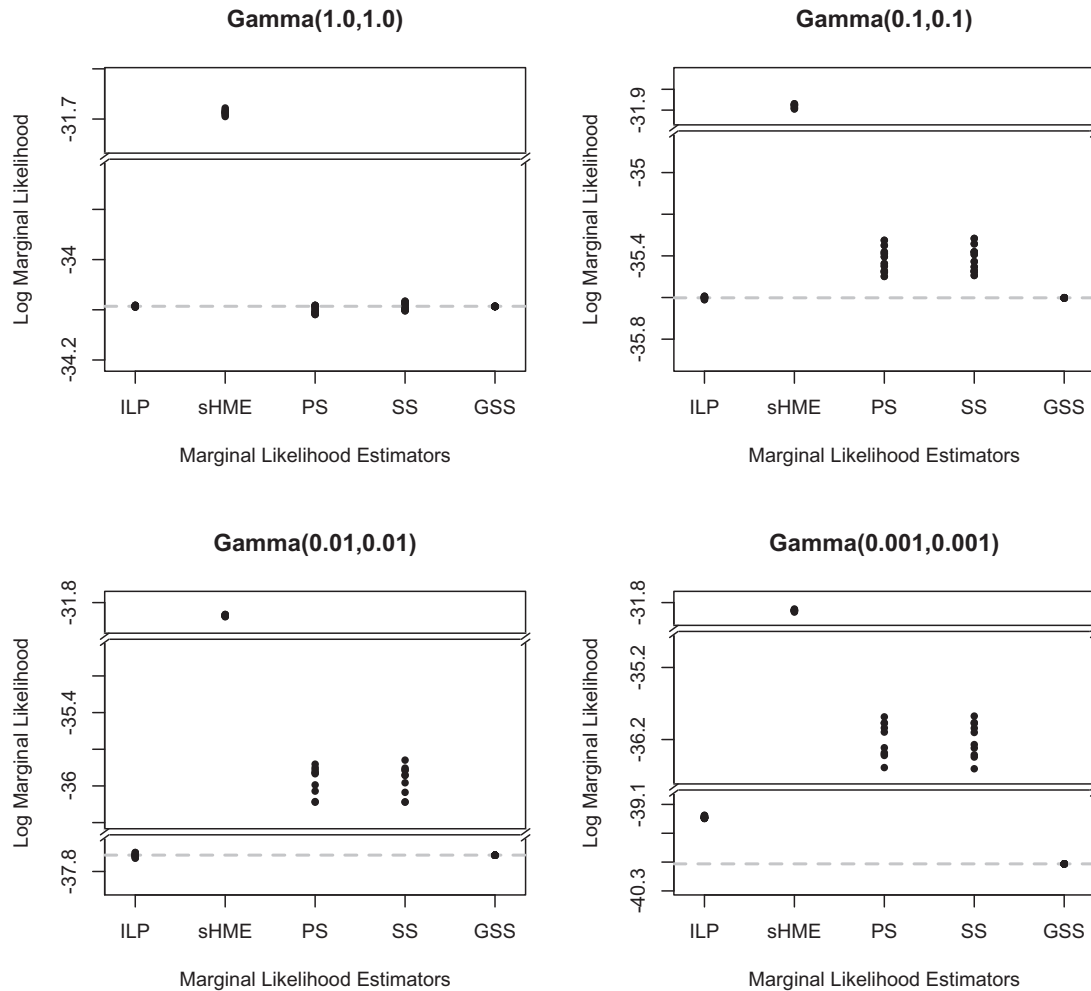 Gamma(1.0,1.0)
Log Marginal Likelihood
-31.7
-34
-34.2
ILP sHME PS SS GSS
Marginal Likelihood Estimators
Gamma(0.1,0.1)
Log Marginal Likelihood
-31.9
-31.9
-35
-35.4
-35.8
ILP sHME PS SS GSS
Marginal Likelihood Estimators
Gamma(0.01,0.01)
Log Marginal Likelihood
-31.8
-35.4
-36
-37.8
ILP sHME PS SS GSS
Marginal Likelihood Estimators
Gamma(0.001,0.001)
Log Marginal Likelihood
-31.8
-35.2
-36.2
-39.1
-40.3
ILP sHME PS SS GSS
Marginal Likelihood Estimators